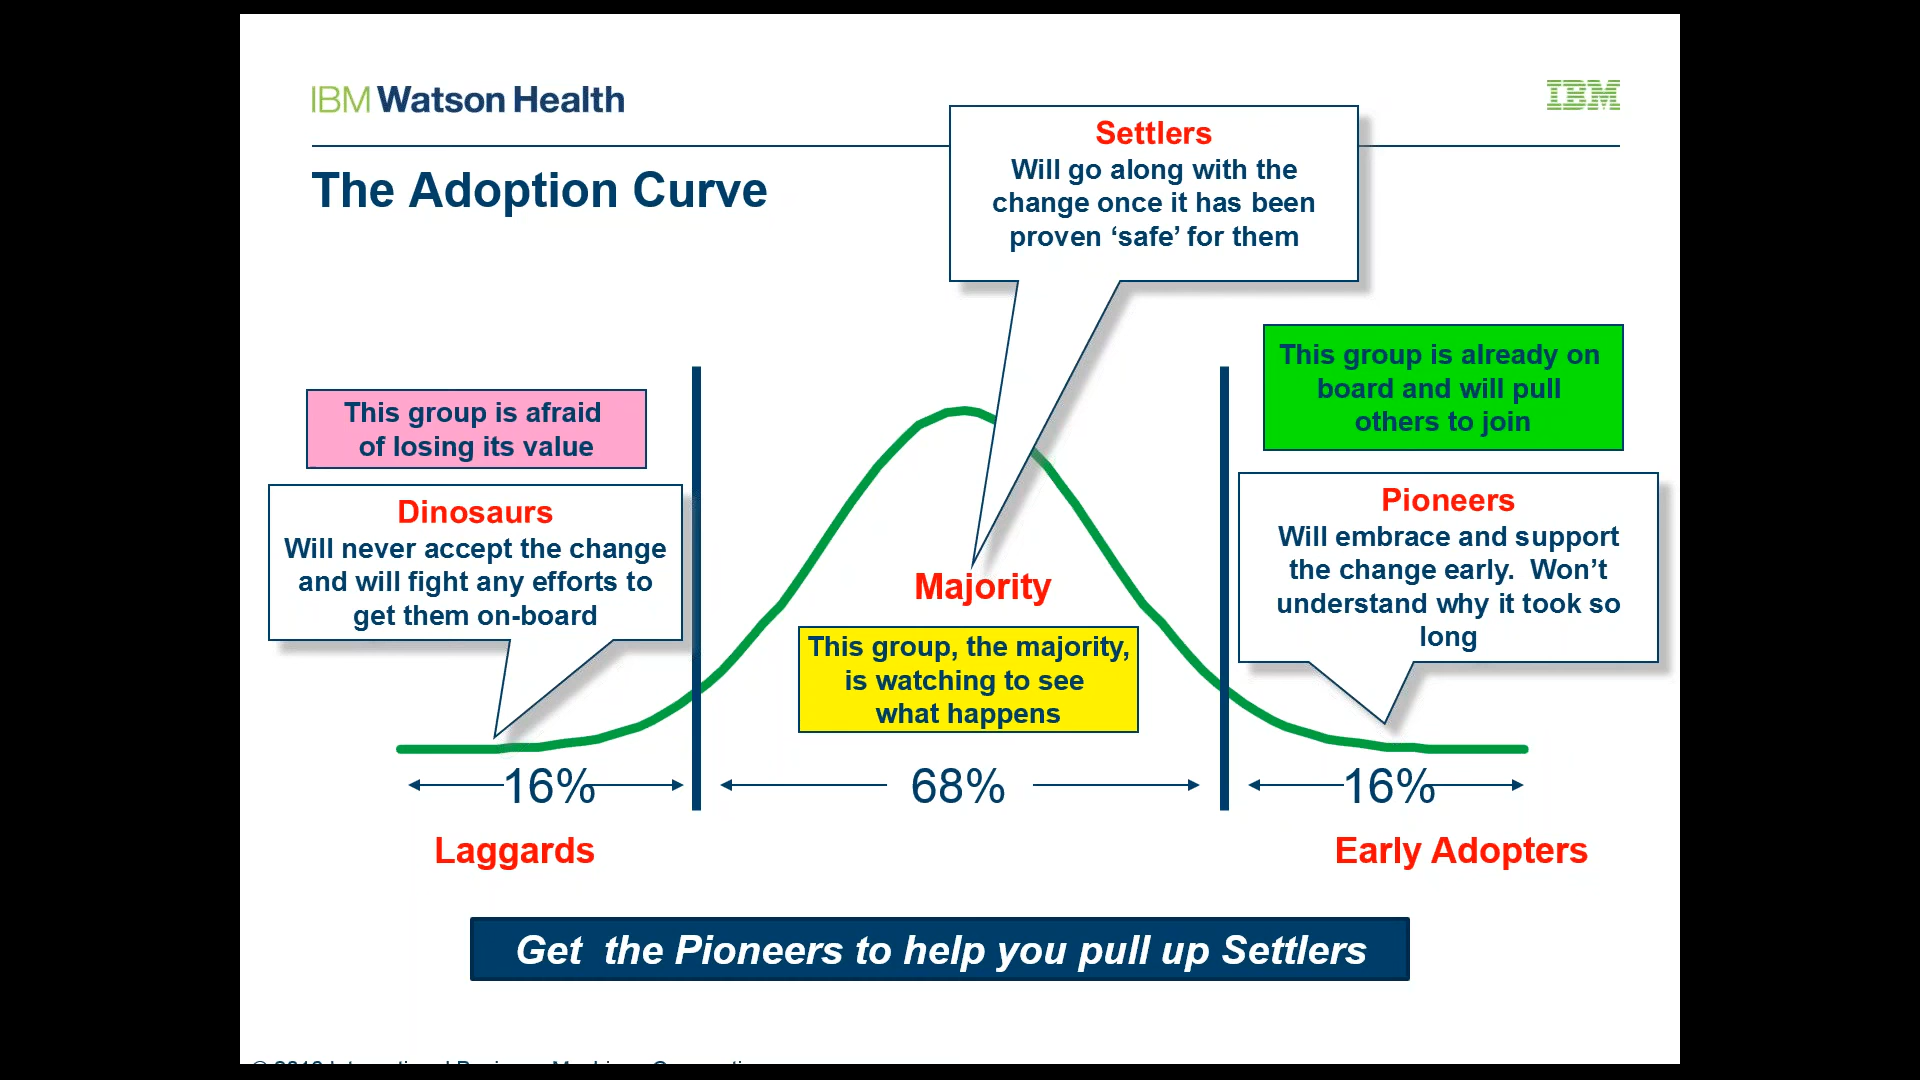 IBM Watson Health
IBM
The Adoption Curve
Settlers
Will go along with the
change once it has been
proven ‘safe’ for them
This group is afraid
of losing its value
Dinosaurs
Will never accept the change
and will fight any efforts to
get them on-board
This group is already on
board and will pull
others to join
Pioneers
Will embrace and support
the change early.  Won’t
understand why it took so
long
Majority
This group, the majority,
is watching to see
what happens
16%
68%
16%
Laggards
Early Adopters
Get  the Pioneers to help you pull up Settlers